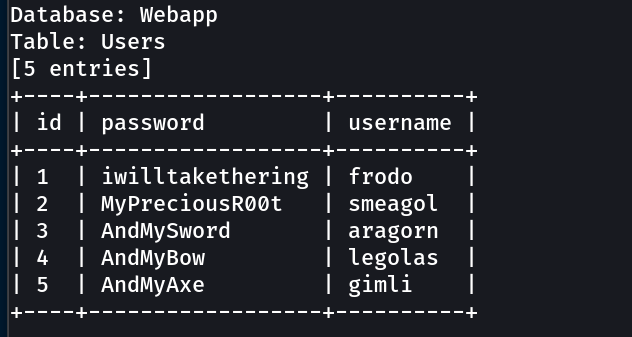 Database: Webapp
Table: Users
[5 entries]
+----+------------------+----------+
| id | password         | username |
+----+------------------+----------+
| 1  | iwilltakethering | frodo    |
| 2  | MyPreciousR00t   | smeagol  |
| 3  | AndMySword       | aragorn  |
| 4  | AndMyBow         | legolas  |
| 5  | AndMyAxe         | gimli    |
+----+------------------+----------+